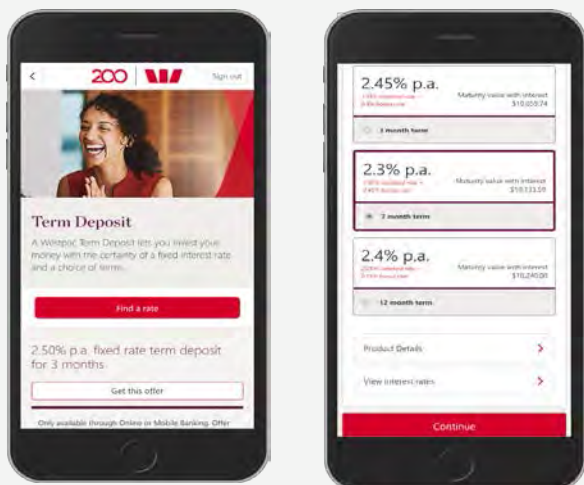 200
Sign out
Term Deposit
A Westpac Term Deposit lets you invest your
money with the certainty of a fixed interest rate
and a choice of terms.
Find a rate
2.50% p.a. fixed rate term deposit
for 3 months
Get this offer
Only available through Online or Mobile Banking. Offer
2.45% p.a.
Maturity value with interest
3 month term
2.3% p.a.
Maturity value with interest
7 month term
2.4% p.a.
Maturity value with interest
$10,240.00
12 month term
Product Details
View interest rates
Continue